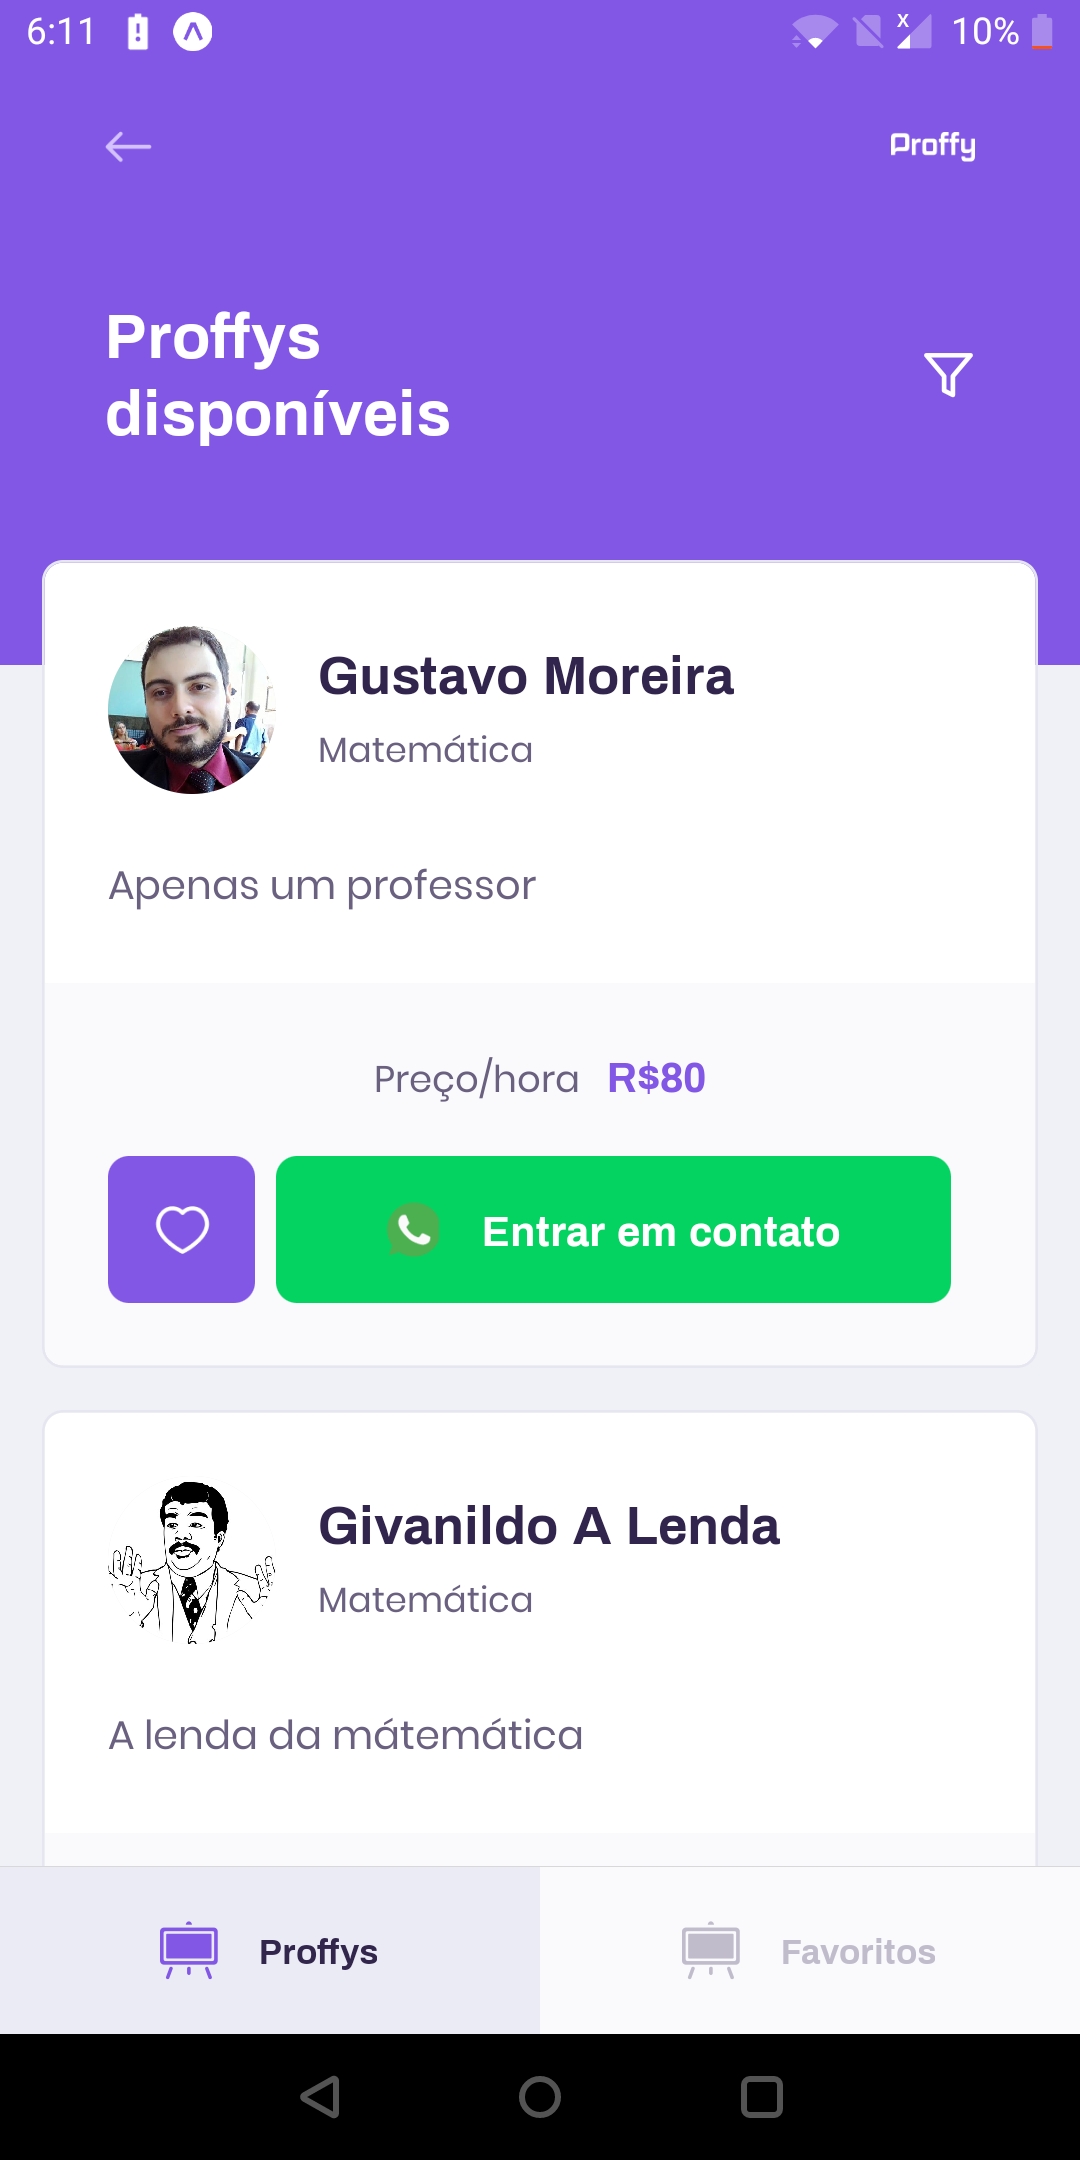 6:11 10%
Proffy
Proffys
disponíveis
Gustavo Moreira
Matemática
Apenas um professor
Preço/hora R$80
Entrar em contato
Givanildo A Lenda
Matemática
A lenda da mátemática
Proffys Favoritos